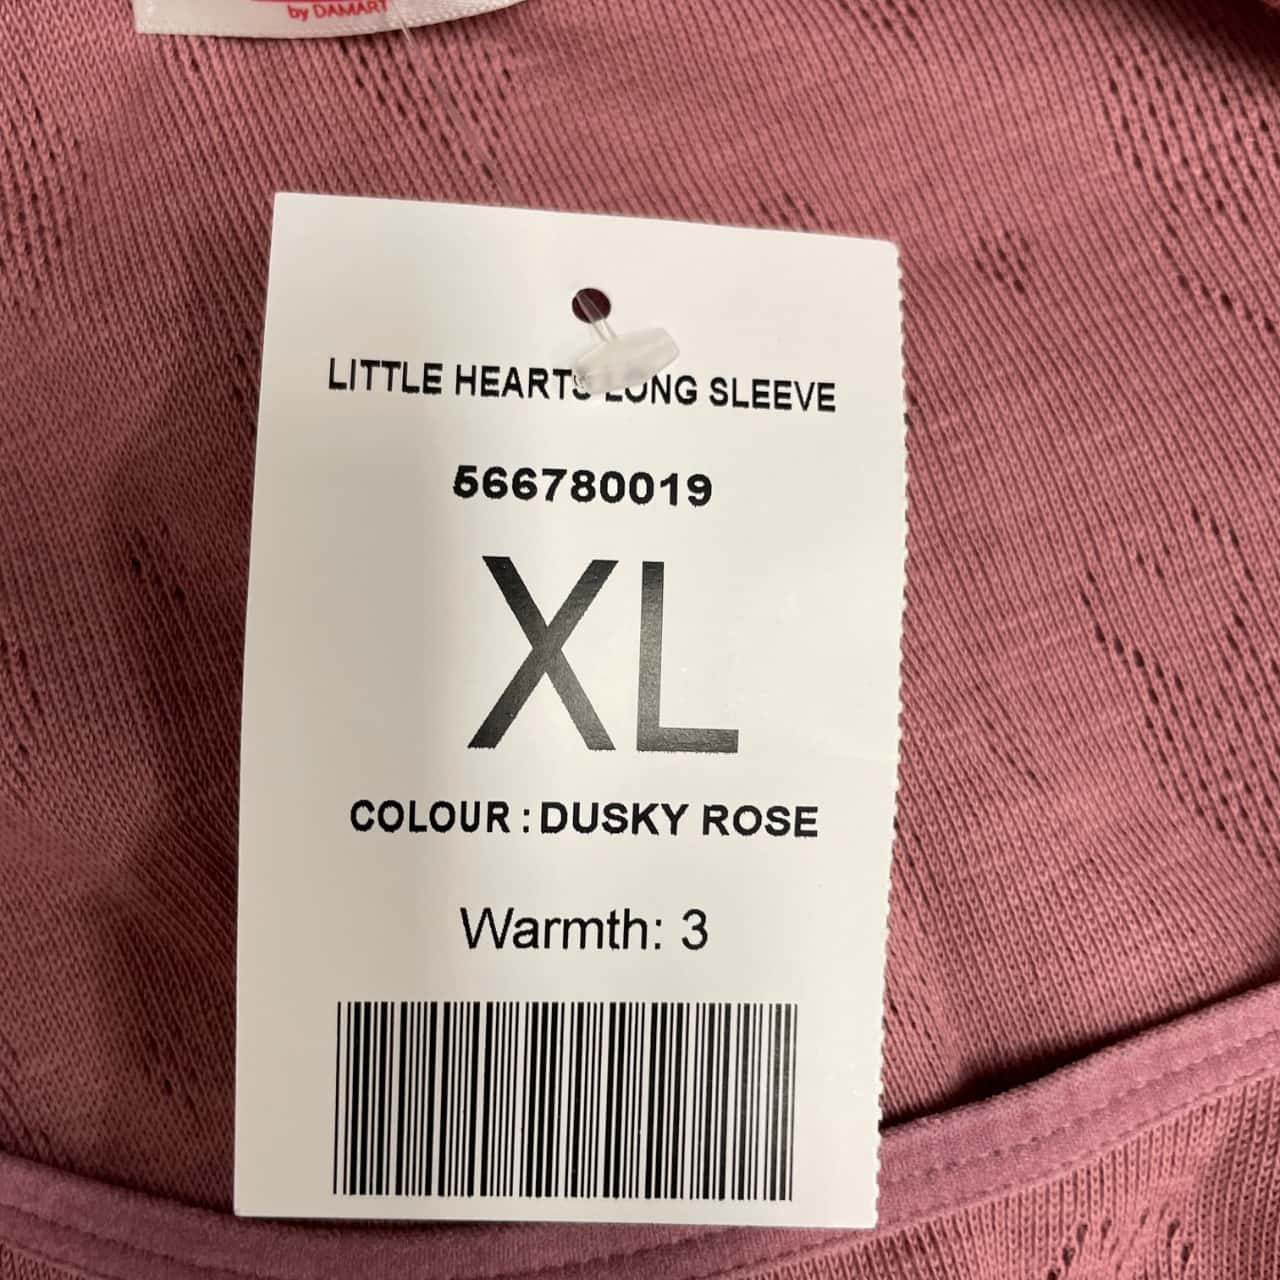 by DAMART
LITTLE HEARTS LONG SLEEVE
566780019
XL
COLOUR : DUSKY ROSE
Warmth: 3